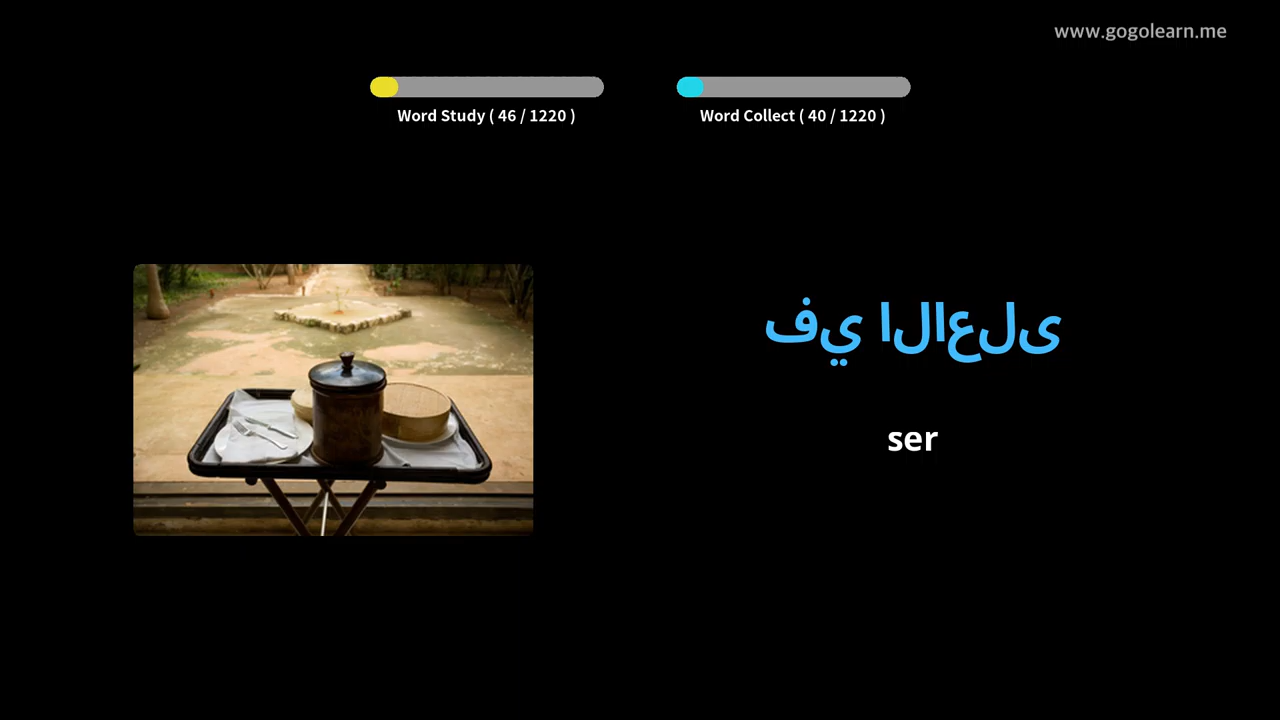 www.gogolearn.me
Word Study ( 46 / 1220 )
Word Collect ( 40 / 1220 )
في الاعلى
ser